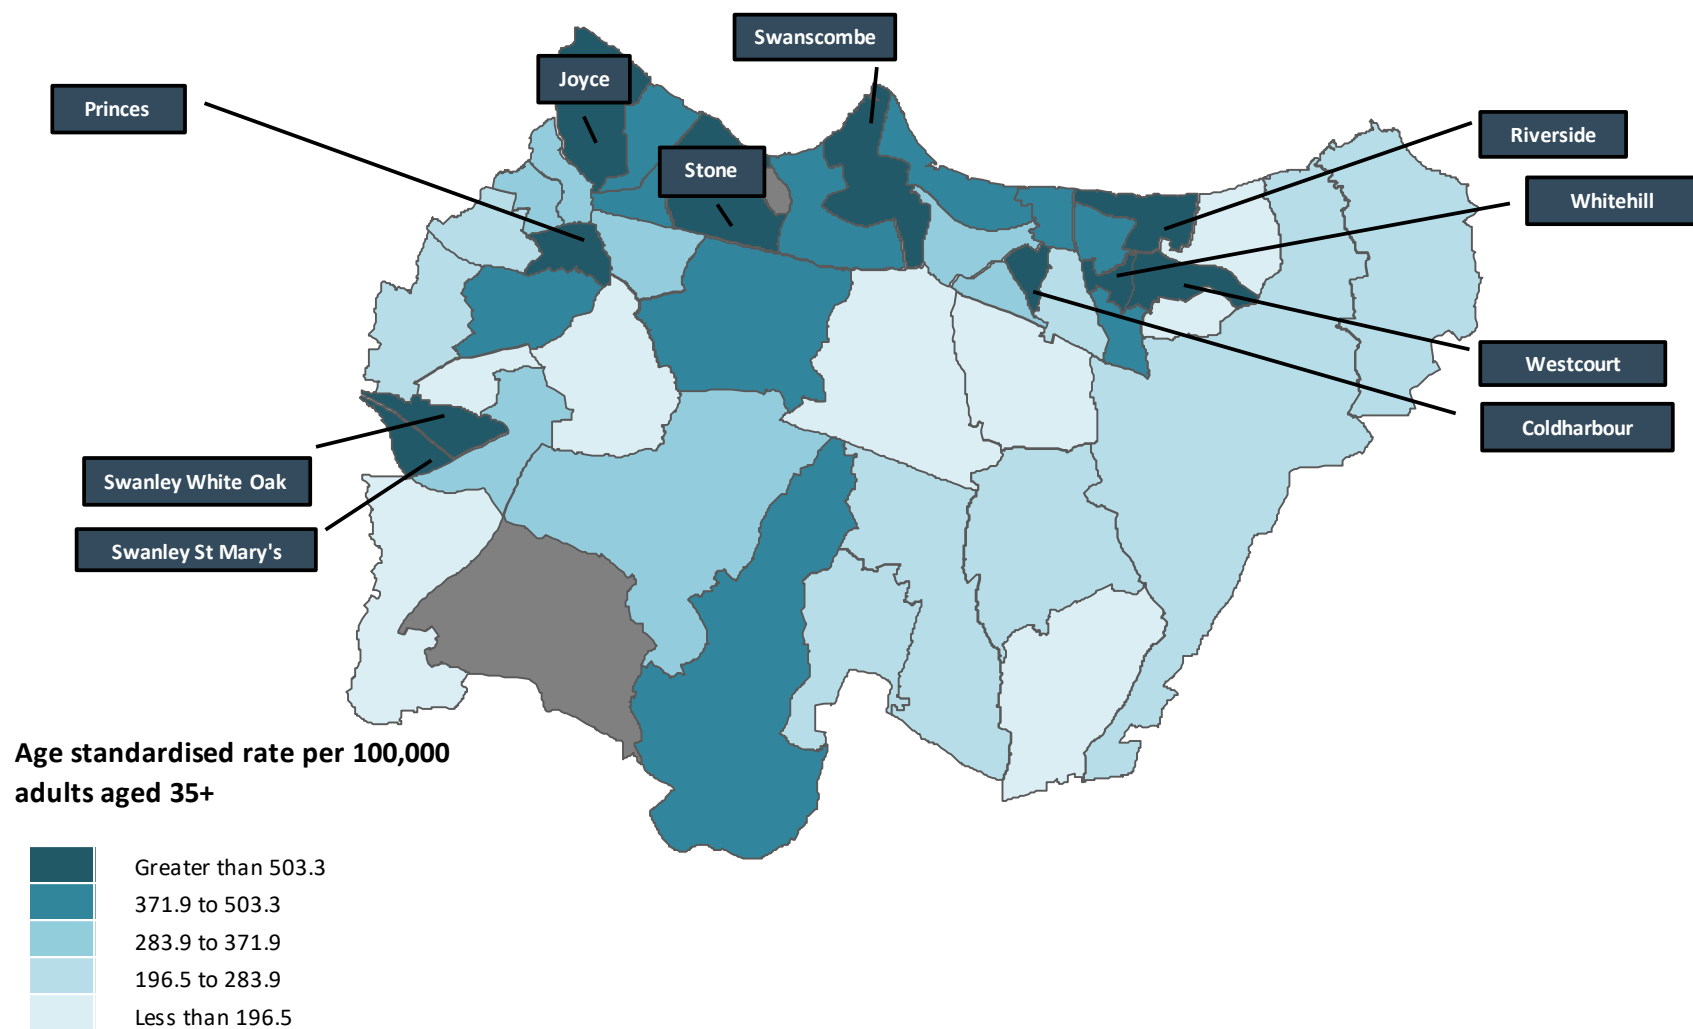 Swanscombe
Joyce
Princes
Stone
Riverside
Whitehill
Westcourt
Coldharbour
Swanley White Oak
Swanley St Mary's
Age standardised rate per 100,000
adults aged 35+
Greater than 503.3
371.9 to 503.3
283.9 to 371.9
196.5 to 283.9
Less than 196.5